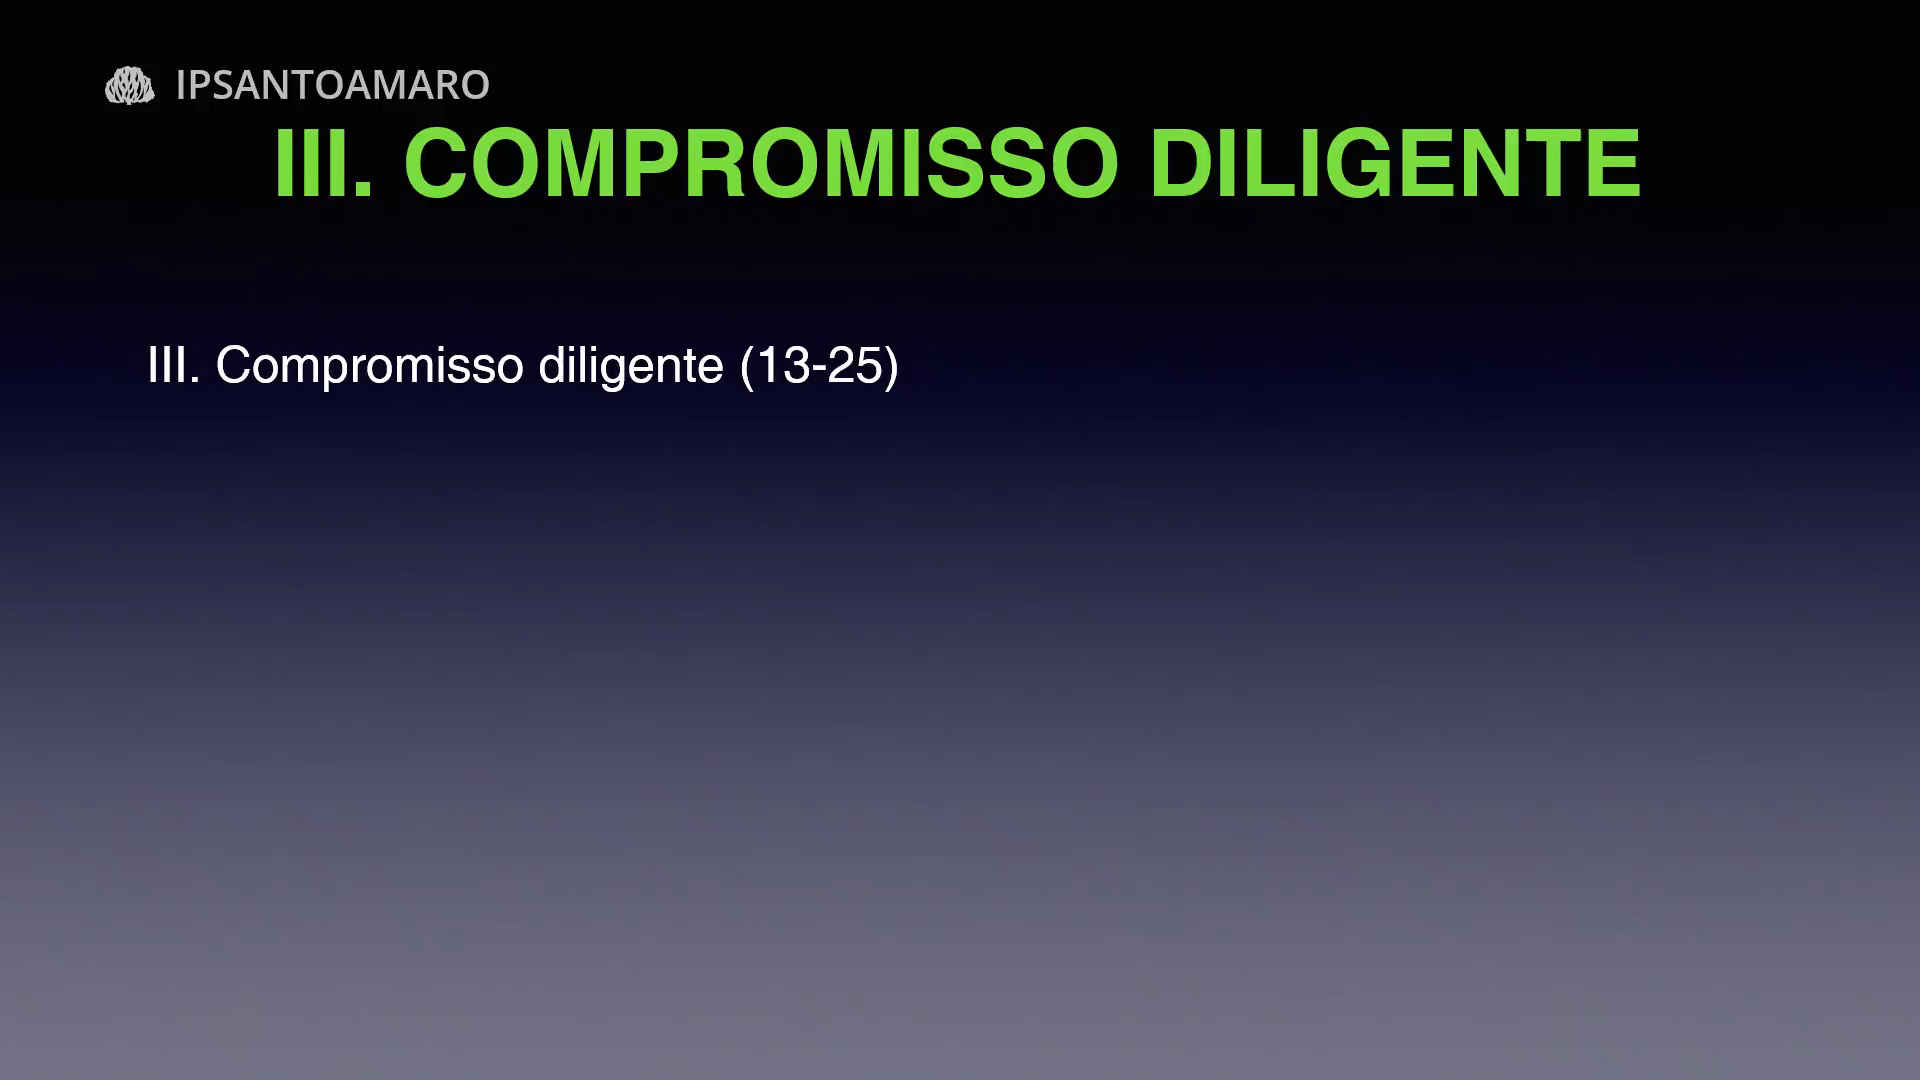 IPSANTOAMARO
III. COMPROMISSO DILIGENTE
III. Compromisso diligente (13-25)